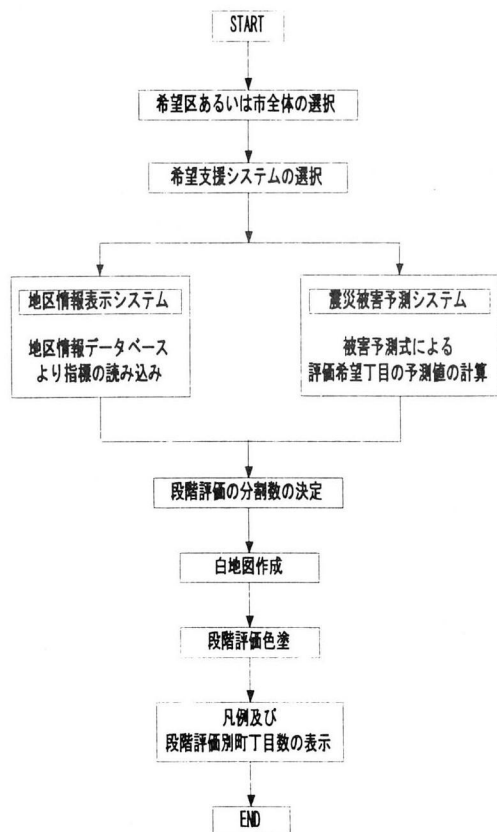 START
希望区あるいは市全体の選択
希望支援システムの選択
地区情報表示システム
地区情報データベース
より指標の読み込み
震災被害予測システム
被害予測式による
評価希望丁目の予測値の計算
段階評価の分割数の決定
白地図作成
段階評価色塗
凡例及び
段階評価別町丁目数の表示
END